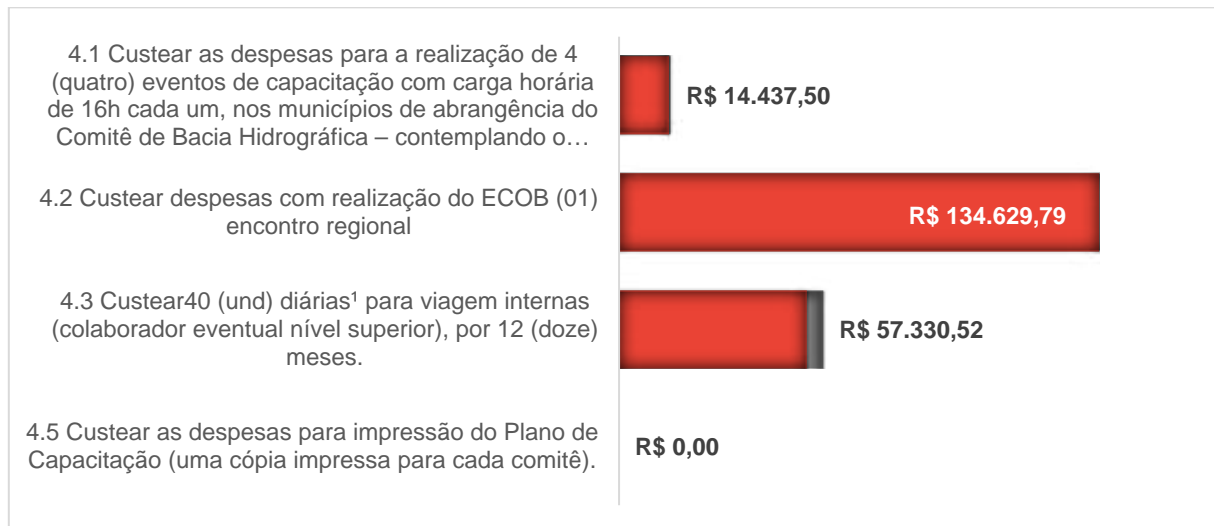 4.1 Custear as despesas para a realização de 4
(quatro) eventos de capacitação com carga horária
de 16h cada um, nos municípios de abrangência do
Comitê de Bacia Hidrográfica – contemplando o…
R$ 14.437,50
4.2 Custear despesas com realização do ECOB (01)
encontro regional
R$ 134.629,79
4.3 Custear40 (und) diárias¹ para viagem internas
(colaborador eventual nível superior), por 12 (doze)
meses.
R$ 57.330,52
4.5 Custear as despesas para impressão do Plano de
Capacitação (uma cópia impressa para cada comitê).
R$ 0,00